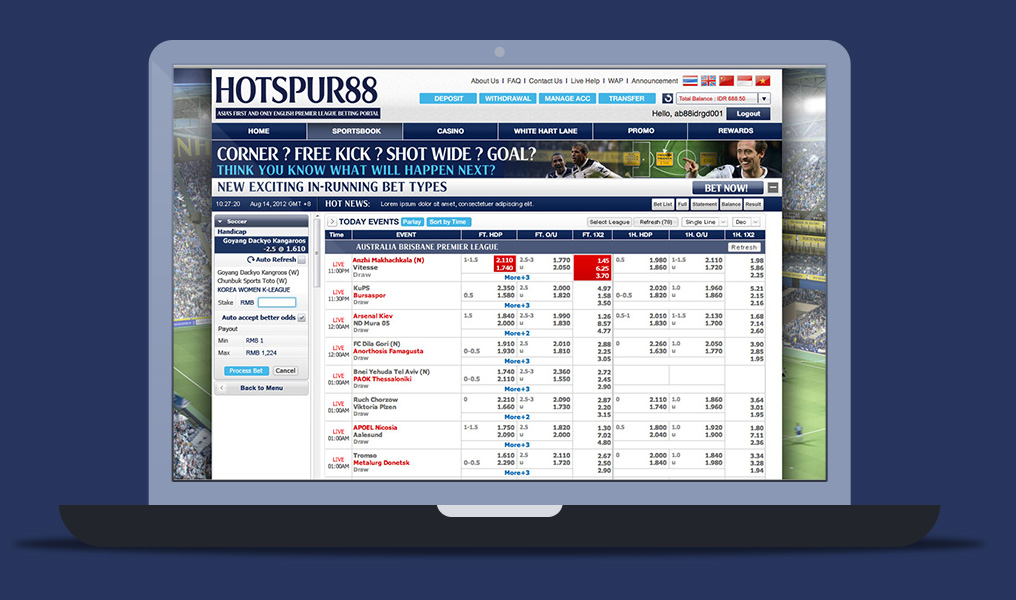 HOTSPUR88
ASIA'S FIRST AND ONLY ENGLISH PREMIER LEAGUE BETTING PORTAL
About Us I FAQ I Contact Us I Live Help I WAP I Announcement
DEPOSIT WITHDRAWAL MANAGE ACC TRANSFER Total Balance : IDR 688.50
Hello, ab88idrgd001 Logout
HOME SPORTSBOOK CASINO WHITE HART LANE PROMO REWARDS
CORNER ? FREE KICK ? SHOT WIDE ? GOAL?
THINK YOU KNOW WHAT WILL HAPPEN NEXT?
NEW EXCITING IN-RUNNING BET TYPES BET NOW!
10:27:20 Aug 14, 2012 GMT +8 HOT NEWS: Lorem ipsum dolor sit amet, consectetuer adipiscing elit. Bet List Full Statement Balance Result
Soccer
Handicap
Goyang Dackyo Kangaroos
-2.5 @ 1.610
Auto Refresh
Goyang Dackyo Kangroos (W)
Chunbuk Sports Toto (W)
KOREA WOMEN K-LEAGUE
Stake RMB
Auto accept better odds
Payout
Min RMB 1
Max RMB 1,224
Process Bet Cancel
Back to Menu
TODAY EVENTS Parlay Sort by Time Select League Refresh (78) Single Line Dec
Time EVENT FT. HDP FT. O/U FT. 1X2 1H. HDP 1H. O/U 1H. 1X2
AUSTRALIA BRISBANE PREMIER LEAGUE Refresh
LIVE 11:00PM
Anzhi Makhachkala (N) 1-1.5 2.110 2.5-3 1.770 1.45 0.5 1.980 1-1.5 2.110 1.98
Vitesse 1.740 u 2.050 6.25 1.860 u 1.720 5.86
Draw More+3 3.70 2.25
LIVE 11:30PM
KuPS 2.350 2.5 2.000 4.97 2.020 1.0 1.960 5.21
Bursaspor 0.5 1.580 u 1.820 1.58 0-0.5 1.820 u 1.860 2.15
Draw More+3 3.50 2.16
LIVE 12:00AM
Arsenal Kiev 1.5 1.840 2.5-3 1.990 1.26 0.5-1 2.010 1-1.5 2.130 1.68
ND Mura 05 2.000 u 1.830 8.57 1.830 u 1.700 7.14
Draw More+2 4.77 2.60
LIVE 12:00AM
FC Dila Gori (N) 1.910 2.5 2.010 2.88 0 2.260 1.0 2.050 3.90
Anorthosis Famagusta 0-0.5 1.930 u 1.810 2.25 1.630 u 1.770 2.85
Draw More+3 3.05 1.95
LIVE 01:00AM
Bnei Yehuda Tel Aviv (N) 1.740 2.5-3 2.360 2.72
PAOK Thessaloniki 0-0.5 2.110 u 1.550 2.45
Draw More+3 2.90
LIVE 01:00AM
Ruch Chorzow 0 2.210 2.5-3 2.090 2.87 0 2.110 1.0 1.860 3.64
Viktoria Plzen 1.660 u 1.730 2.20 1.740 u 1.960 3.01
Draw More+2 3.15 1.95
LIVE 01:00AM
APOEL Nicosia 1-1.5 1.750 2.5 1.820 1.30 0.5 1.800 1.0 1.920 1.80
Aalesund 2.090 u 2.000 7.02 2.040 u 1.900 7.11
Draw More+3 4.80 2.36
LIVE 01:00AM
Tromso 1.610 2.5 2.110 2.67 0 2.000 1.0 1.840 3.34
Metalurg Donetsk 0-0.5 2.290 u 1.720 2.50 1.840 u 1.980 3.28
Draw More+3 2.90 1.94